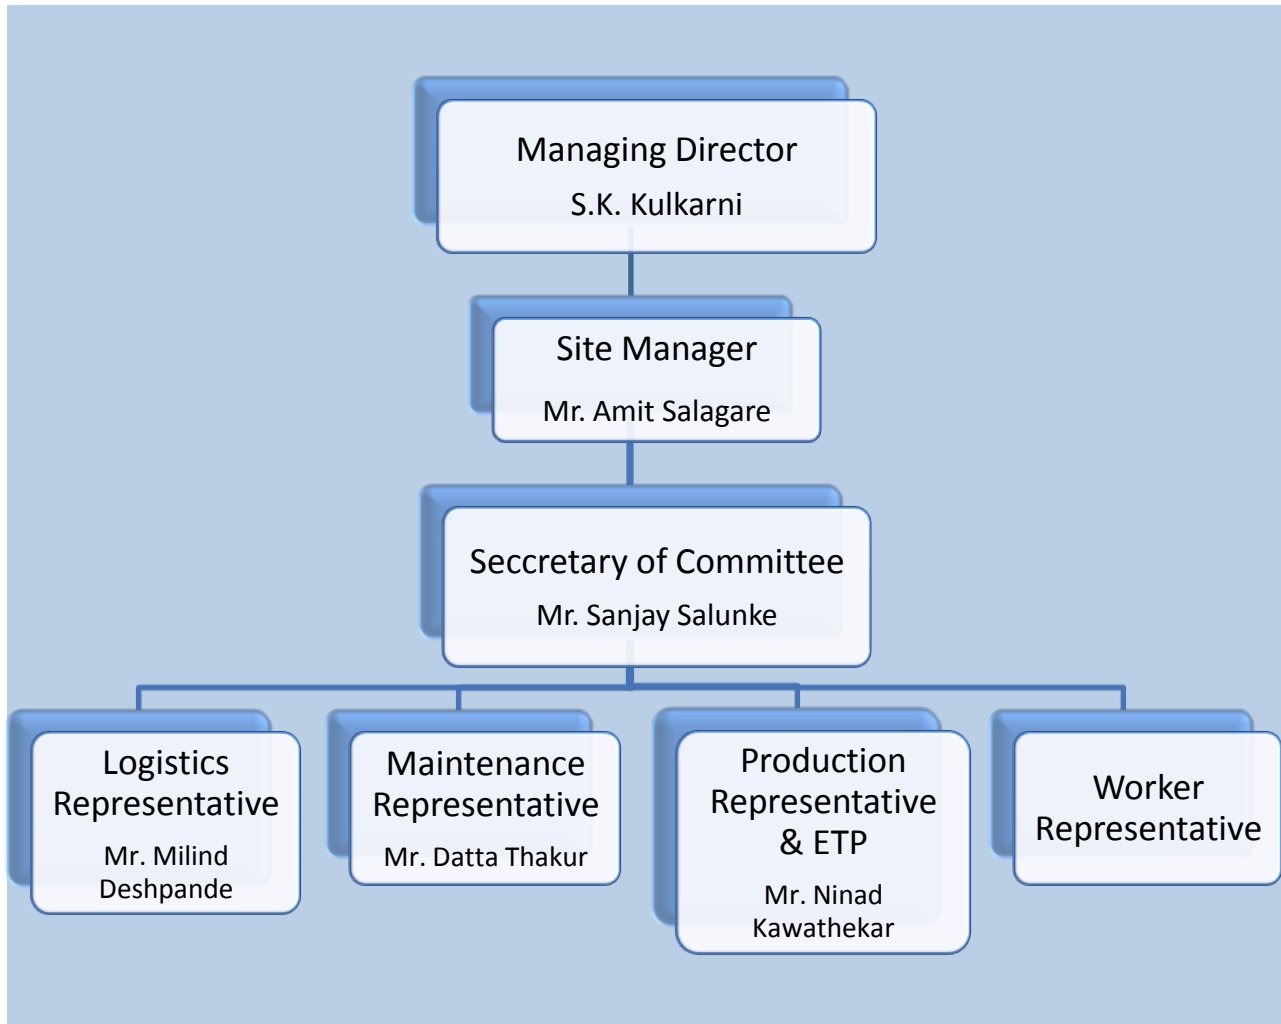 Managing Director
S.K. Kulkarni
Site Manager
Mr. Amit Salagare
Seccretary of Committee
Mr. Sanjay Salunke
Logistics
Representative
Mr. Milind
Deshpande
Maintenance
Representative
Mr. Datta Thakur
Production
Representative
& ETP
Mr. Ninad
Kawathekar
Worker
Representative